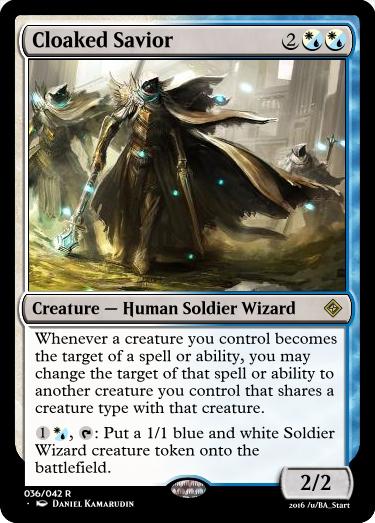 Cloaked Savior 2
Creature — Human Soldier Wizard
Whenever a creature you control becomes
the target of a spell or ability, you may
change the target of that spell or ability to
another creature you control that shares a
creature type with that creature.
1 , : Put a 1/1 blue and white Soldier
Wizard creature token onto the
battlefield.
2/2
036/042 R
· DANIEL KAMARUDIN 2016 /u/BA_Start